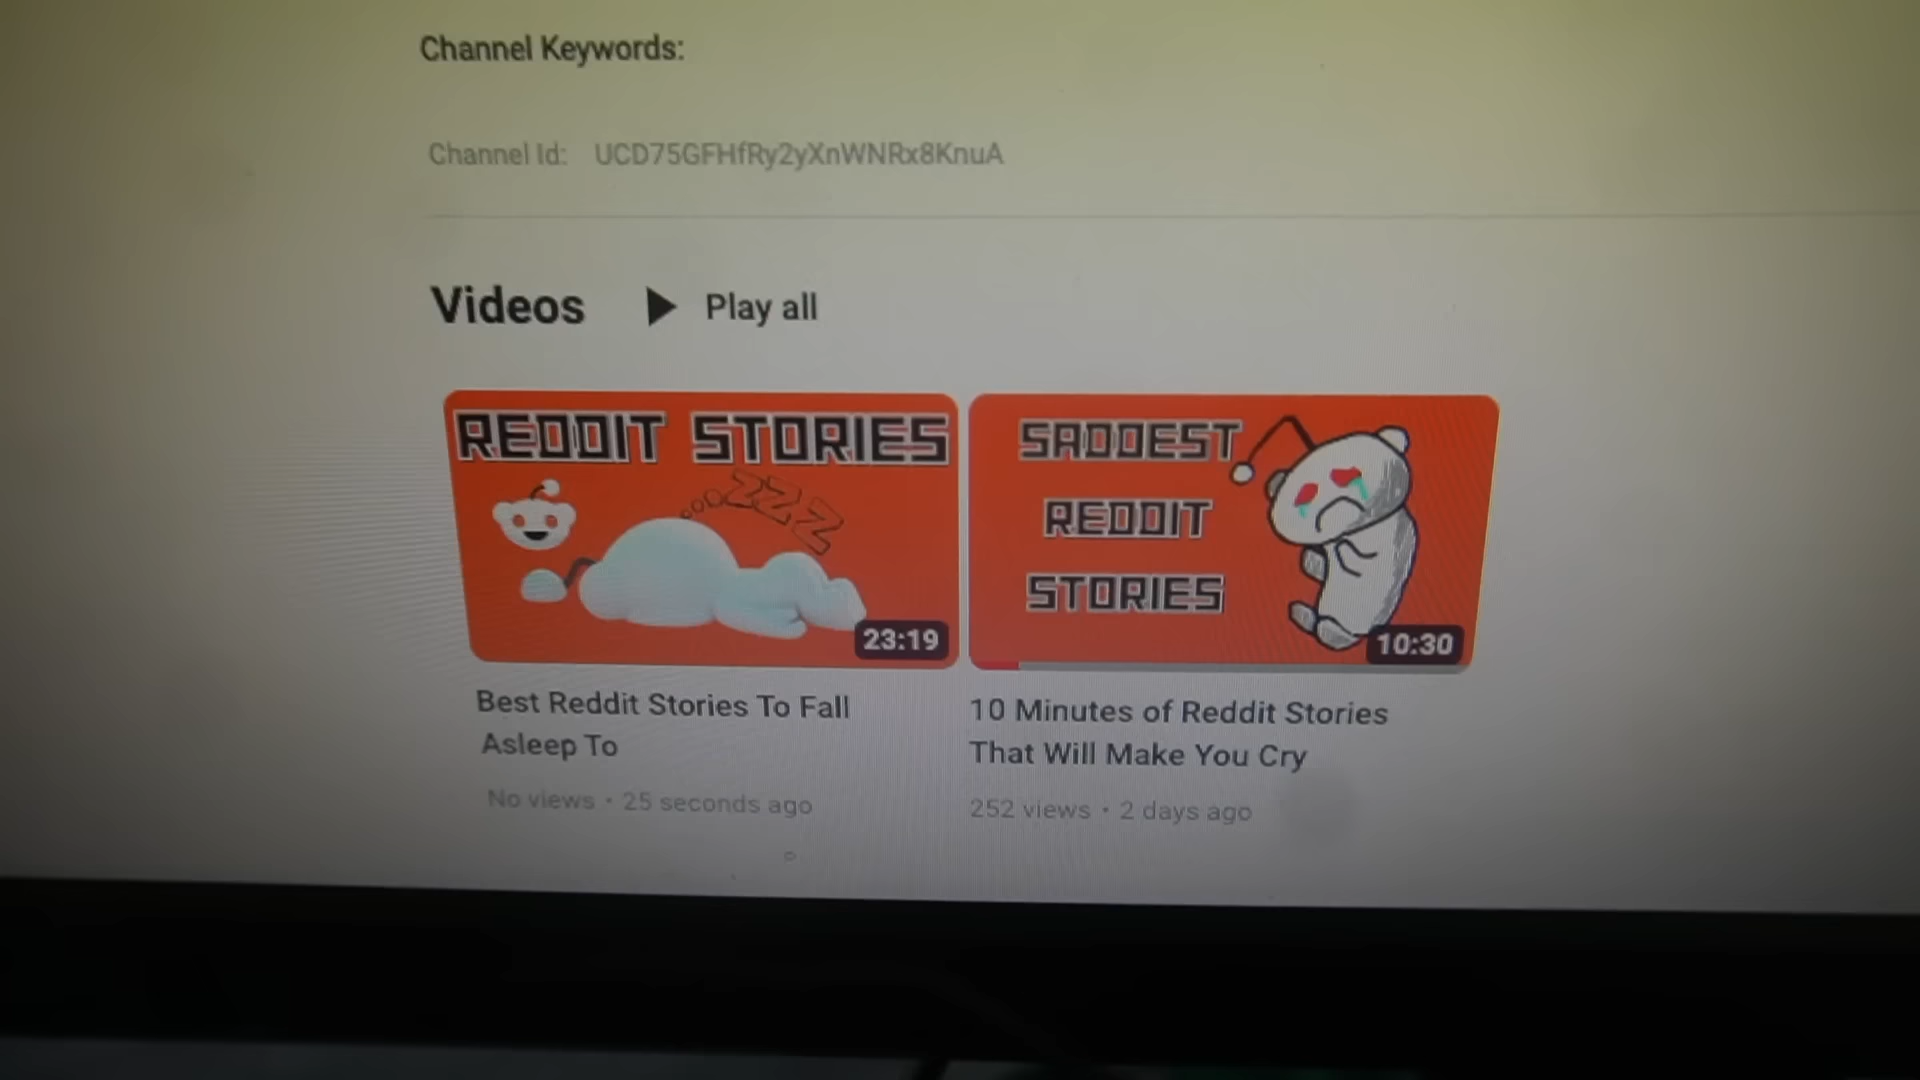 Channel Keywords:
Channel Id: UCD75GFHfRy2yXnWNRx8KnuA
Videos ▶ Play all
REDDIT STORIES
zzz
23:19
SADDEST
REDDIT
STORIES
10:30
Best Reddit Stories To Fall
Asleep To
No views • 25 seconds ago
10 Minutes of Reddit Stories
That Will Make You Cry
252 views • 2 days ago